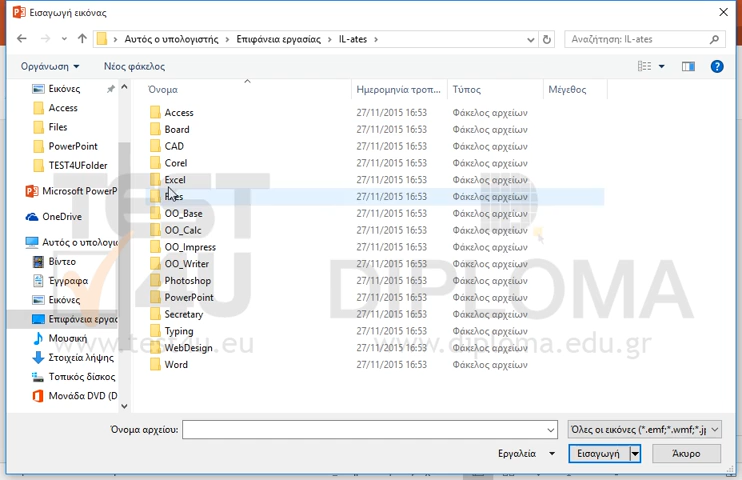 Εισαγωγή εικόνας
Αυτός ο υπολογιστής > Επιφάνεια εργασίας > IL-ates >
Αναζήτηση: IL-ates
Οργάνωση
Νέος φάκελος
Όνομα Ημερομηνία τροπ... Τύπος Μέγεθος
Εικόνες
Access
Files
PowerPoint
TEST4UFolder
Microsoft PowerP
OneDrive
Αυτός ο υπολογι
Βίντεο
Έγγραφα
Εικόνες
Επιφάνεια εργασ
Μουσική
Στοιχεία λήψης
Τοπικός δίσκος
Μονάδα DVD (D
Access 27/11/2015 16:53 Φάκελος αρχείων
Board 27/11/2015 16:53 Φάκελος αρχείων
CAD 27/11/2015 16:53 Φάκελος αρχείων
Corel 27/11/2015 16:53 Φάκελος αρχείων
Excel 27/11/2015 16:53 Φάκελος αρχείων
Files 27/11/2015 16:53 Φάκελος αρχείων
OO_Base 27/11/2015 16:53 Φάκελος αρχείων
OO_Calc 27/11/2015 16:53 Φάκελος αρχείων
OO_Impress 27/11/2015 16:53 Φάκελος αρχείων
OO_Writer 27/11/2015 16:53 Φάκελος αρχείων
Photoshop 27/11/2015 16:53 Φάκελος αρχείων
PowerPoint 27/11/2015 16:53 Φάκελος αρχείων
Secretary 27/11/2015 16:53 Φάκελος αρχείων
Typing 27/11/2015 16:53 Φάκελος αρχείων
WebDesign 27/11/2015 16:53 Φάκελος αρχείων
Word 27/11/2015 16:53 Φάκελος αρχείων
TEST4U
www.test4u.eu
D
DIPLOMA
www.diploma.edu.gr
Όνομα αρχείου:
Όλες οι εικόνες (*.emf;*.wmf;*.jp
Εργαλεία
Εισαγωγή
Άκυρο